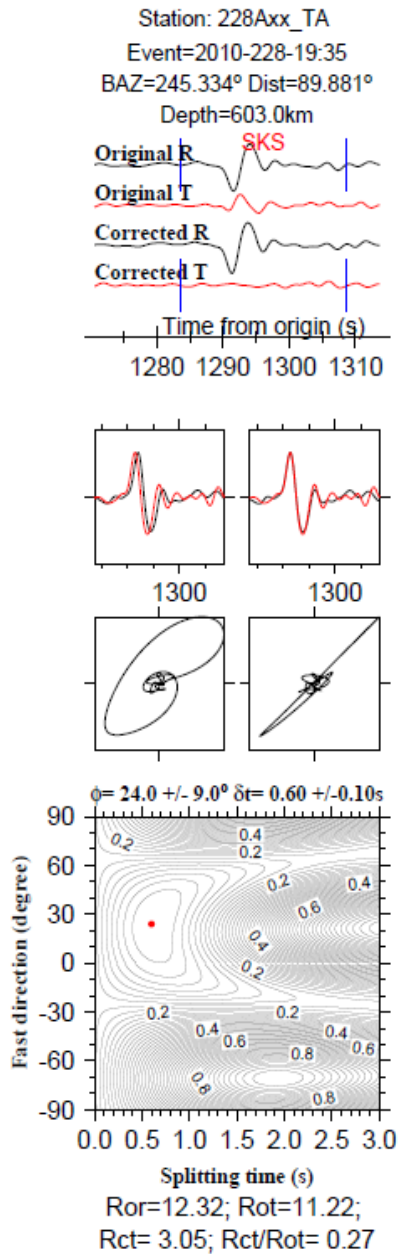 Station: 228Axx_TA
Event=2010-228-19:35
BAZ=245.334º Dist=89.881º
Depth=603.0km
SKS
Original R
Original T
Corrected R
Corrected T
Time from origin (s)
1280 1290 1300 1310
1300 1300
ϕ= 24.0 +/- 9.0º δt= 0.60 +/-0.10s
Fast direction (degree)
90
60
30
0
-30
-60
-90
0.2 0.4
0.2
0.2 0.4
0.6
0.4
0.2
0.2 0.4 0.4
0.6 0.6
0.8
0.8 0.8
0.0 0.5 1.0 1.5 2.0 2.5 3.0
Splitting time (s)
Ror=12.32; Rot=11.22;
Rct= 3.05; Rct/Rot= 0.27